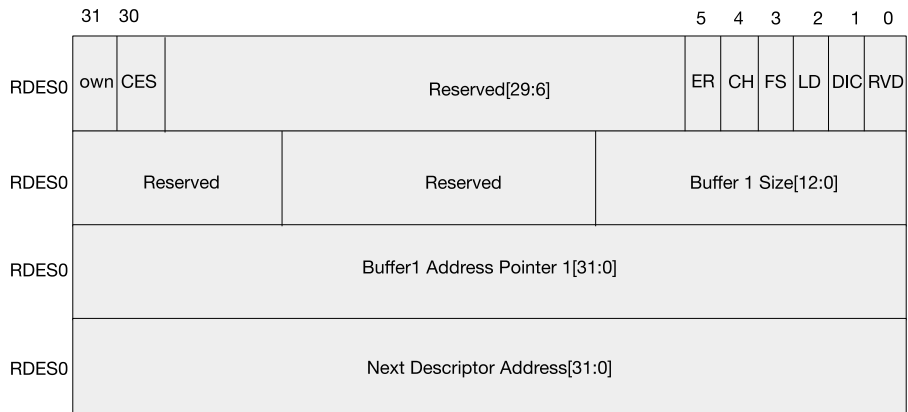 31 30 5 4 3 2 1 0
RDES0 own CES Reserved[29:6] ER CH FS LD DIC RVD
RDES0 Reserved Reserved Buffer 1 Size[12:0]
RDES0 Buffer1 Address Pointer 1[31:0]
RDES0 Next Descriptor Address[31:0]